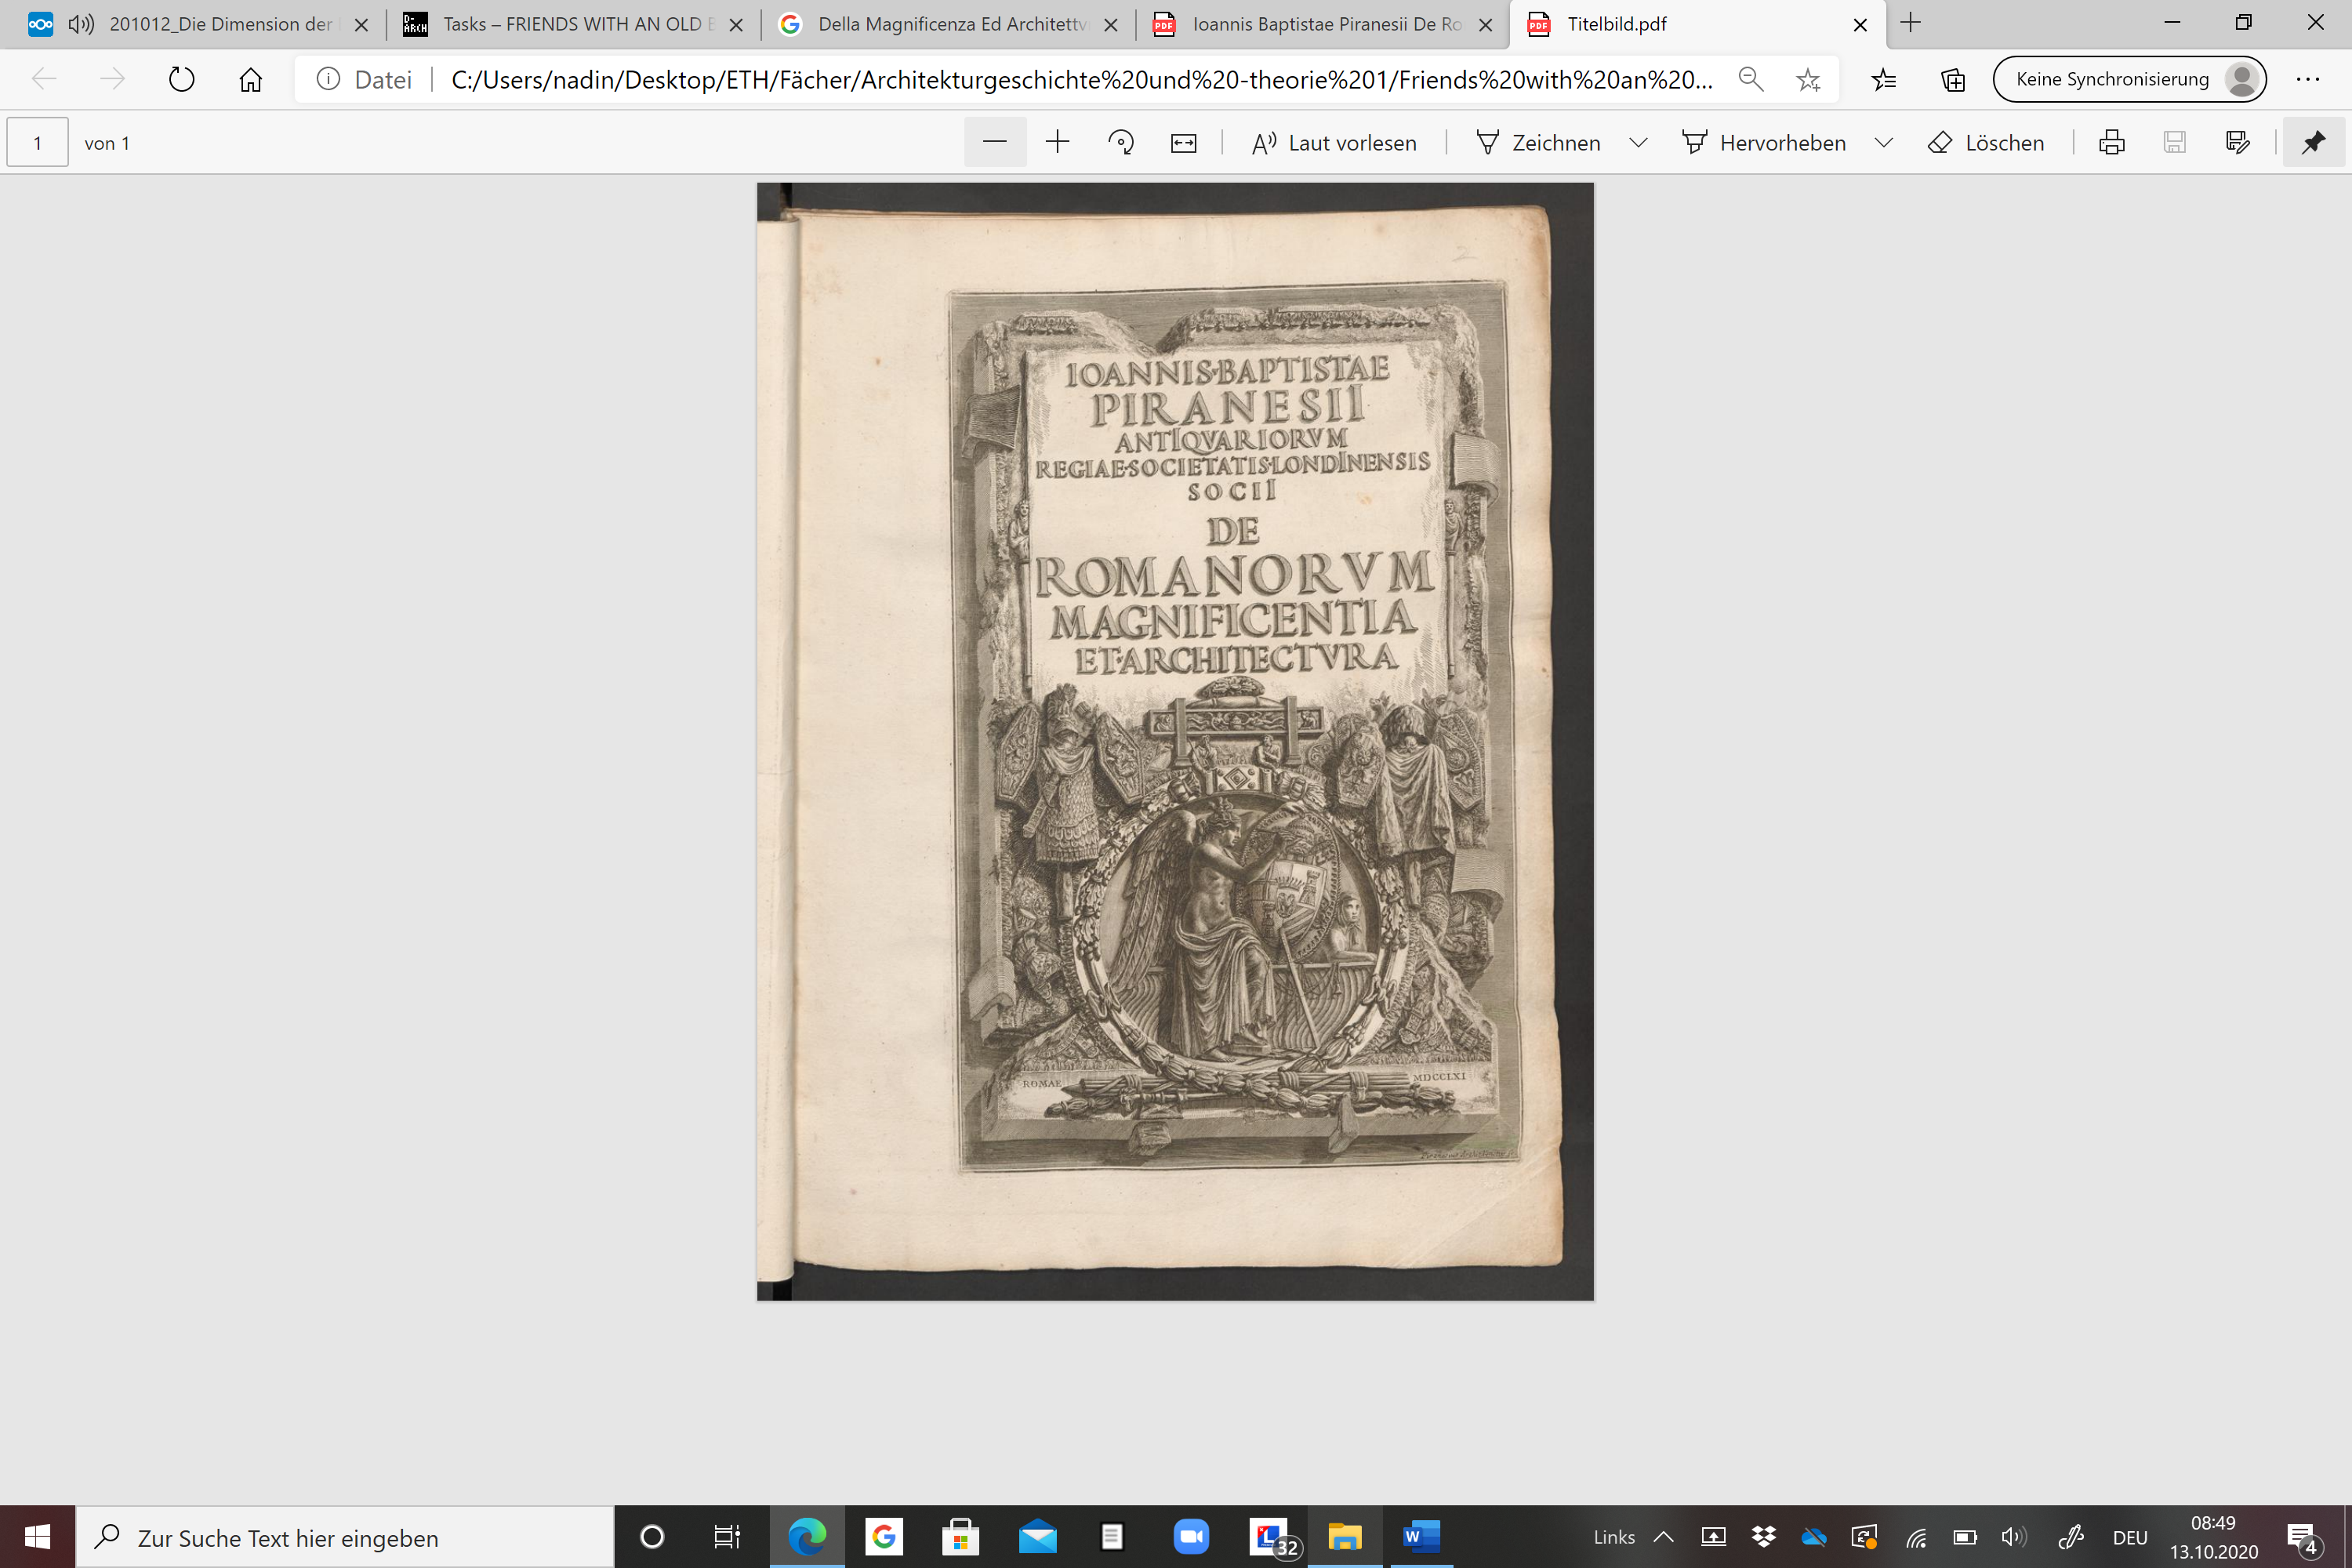 201012_Die Dimension der
Tasks – FRIENDS WITH AN OLD B
Della Magnificenza Ed Architettv
Ioannis Baptistae Piranesii De Ro
Titelbild.pdf
Datei
C:/Users/nadin/Desktop/ETH/Fächer/Architekturgeschichte%20und%20-theorie%201/Friends%20with%20an%20...
Keine Synchronisierung
1
von 1
Laut vorlesen
Zeichnen
Hervorheben
Löschen
IOANNIS·BAPTISTAE
PIRANESII
ANTIQVARIORVM
REGIAE·SOCIETATIS·LONDINENSIS
SOCII
DE
ROMANORVM
MAGNIFICENTIA
ET·ARCHITECTVRA
ROMAE
MDCCLXI
Zur Suche Text hier eingeben
32
Links
DEU
08:49
13.10.2020
4